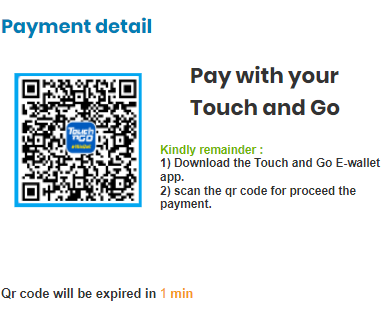 Payment detail
Pay with your
Touch and Go
Touch
'n GO
eWallet
Kindly remainder :
1) Download the Touch and Go E-wallet
app.
2) scan the qr code for proceed the
payment.
Qr code will be expired in 1 min